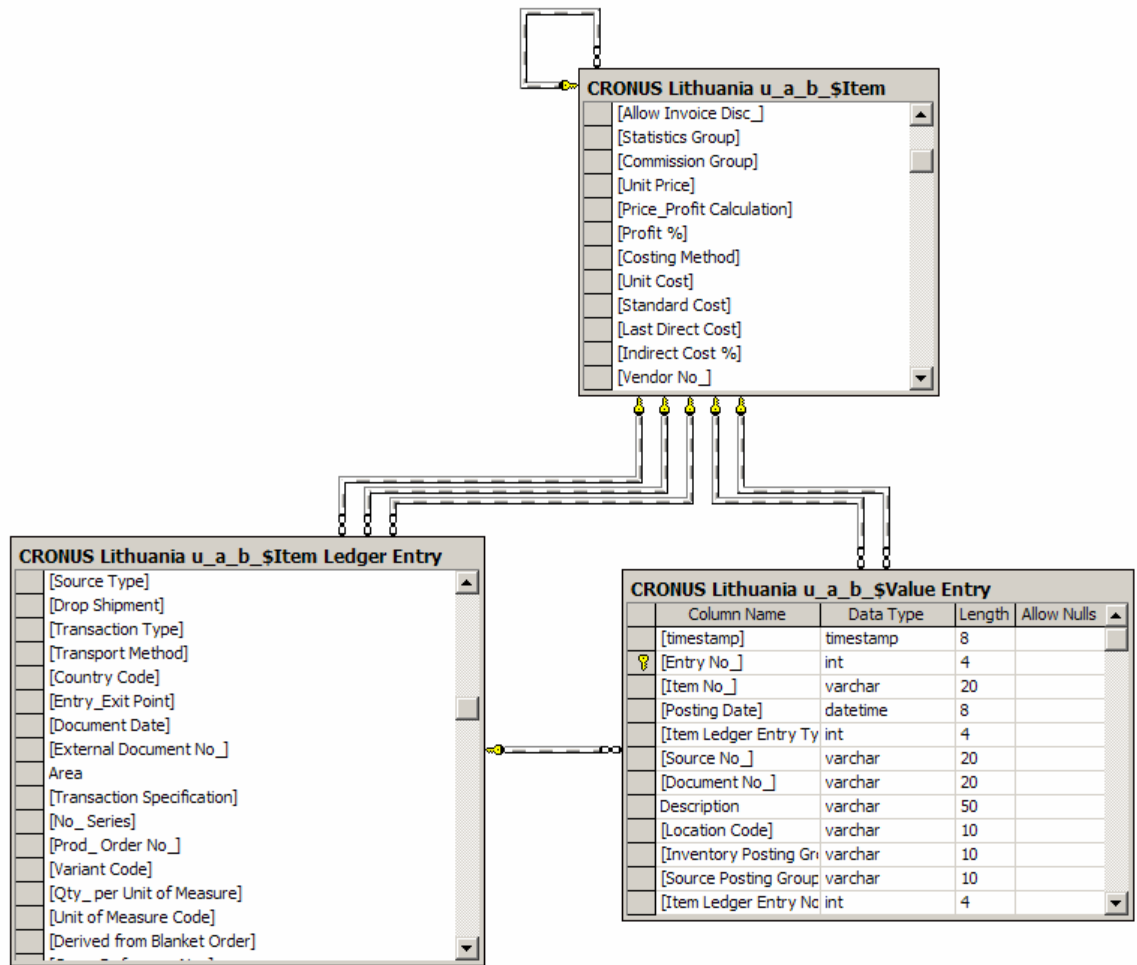 CRONUS Lithuania u_a_b_$Item
[Allow Invoice Disc_]
[Statistics Group]
[Commission Group]
[Unit Price]
[Price_Profit Calculation]
[Profit %]
[Costing Method]
[Unit Cost]
[Standard Cost]
[Last Direct Cost]
[Indirect Cost %]
[Vendor No_]
CRONUS Lithuania u_a_b_$Item Ledger Entry
[Source Type]
[Drop Shipment]
[Transaction Type]
[Transport Method]
[Country Code]
[Entry_Exit Point]
[Document Date]
[External Document No_]
Area
[Transaction Specification]
[No_ Series]
[Prod_ Order No_]
[Variant Code]
[Qty_ per Unit of Measure]
[Unit of Measure Code]
[Derived from Blanket Order]
CRONUS Lithuania u_a_b_$Value Entry
Column Name Data Type Length Allow Nulls
[timestamp] timestamp 8
[Entry No_] int 4
[Item No_] varchar 20
[Posting Date] datetime 8
[Item Ledger Entry Ty int 4
[Source No_] varchar 20
[Document No_] varchar 20
Description varchar 50
[Location Code] varchar 10
[Inventory Posting Gr varchar 10
[Source Posting Group varchar 10
[Item Ledger Entry No int 4